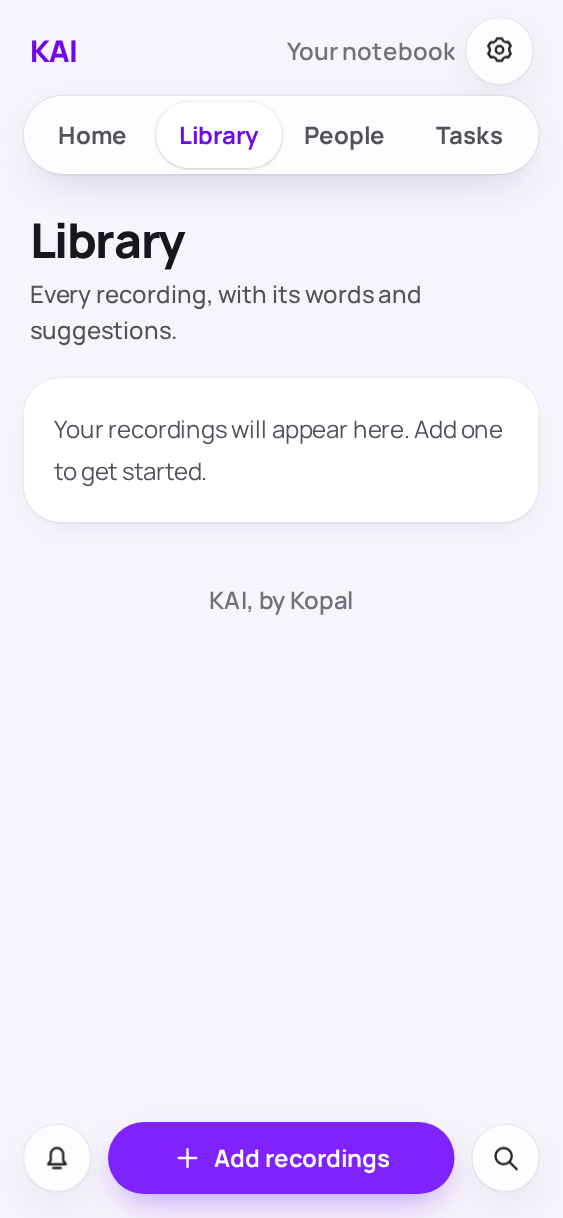 KAI
Your notebook
Home Library People Tasks
Library
Every recording, with its words and
suggestions.
Your recordings will appear here. Add one
to get started.
KAI, by Kopal
Add recordings